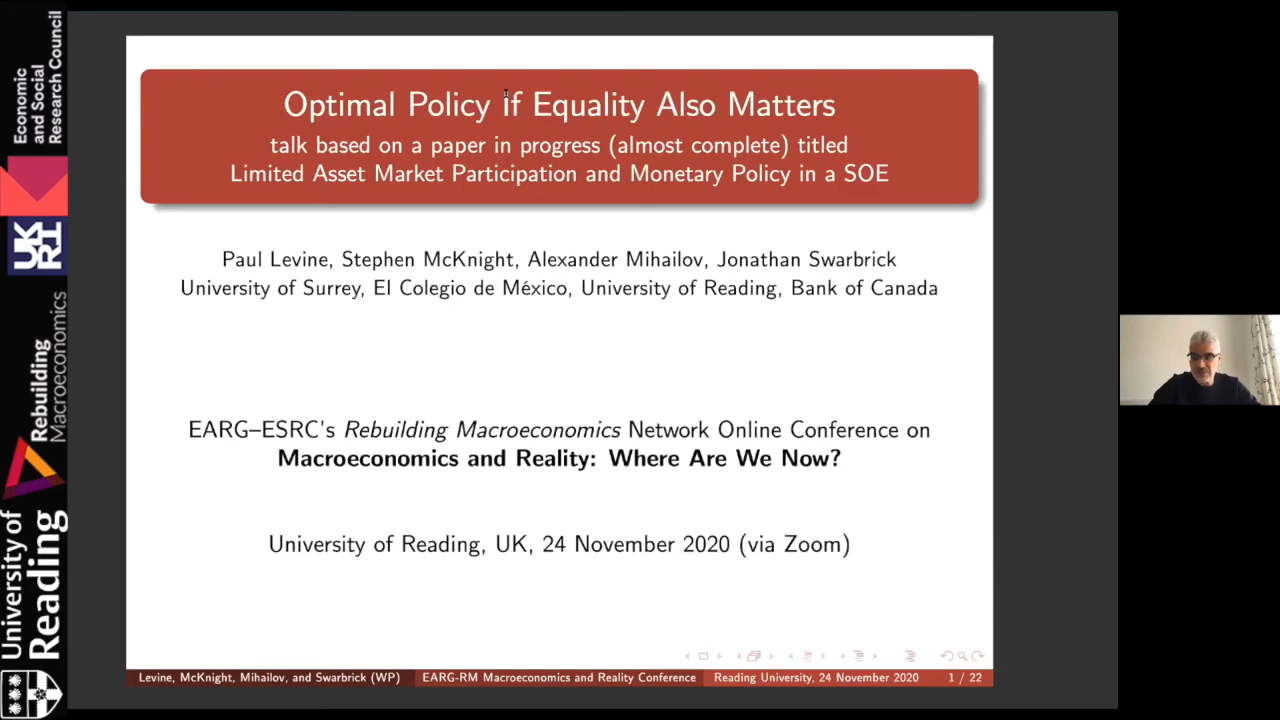 Optimal Policy if Equality Also Matters
talk based on a paper in progress (almost complete) titled
Limited Asset Market Participation and Monetary Policy in a SOE
Paul Levine, Stephen McKnight, Alexander Mihailov, Jonathan Swarbrick
University of Surrey, El Colegio de México, University of Reading, Bank of Canada
EARG–ESRC's Rebuilding Macroeconomics Network Online Conference on
Macroeconomics and Reality: Where Are We Now?
University of Reading, UK, 24 November 2020 (via Zoom)
Levine, McKnight, Mihailov, and Swarbrick (WP) EARG-RM Macroeconomics and Reality Conference Reading University, 24 November 2020 1 / 22
Economic
and Social
Research Council
UKRI
Rebuilding
Macroeconomics
University of
Reading